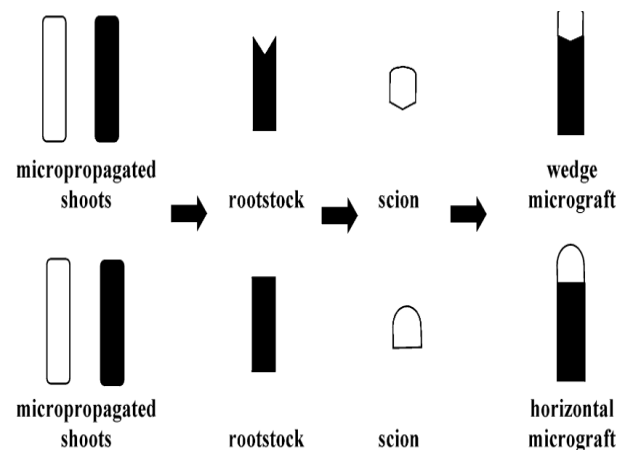 micropropagated
shoots
rootstock
scion
wedge
micrograft
micropropagated
shoots
rootstock
scion
horizontal
micrograft